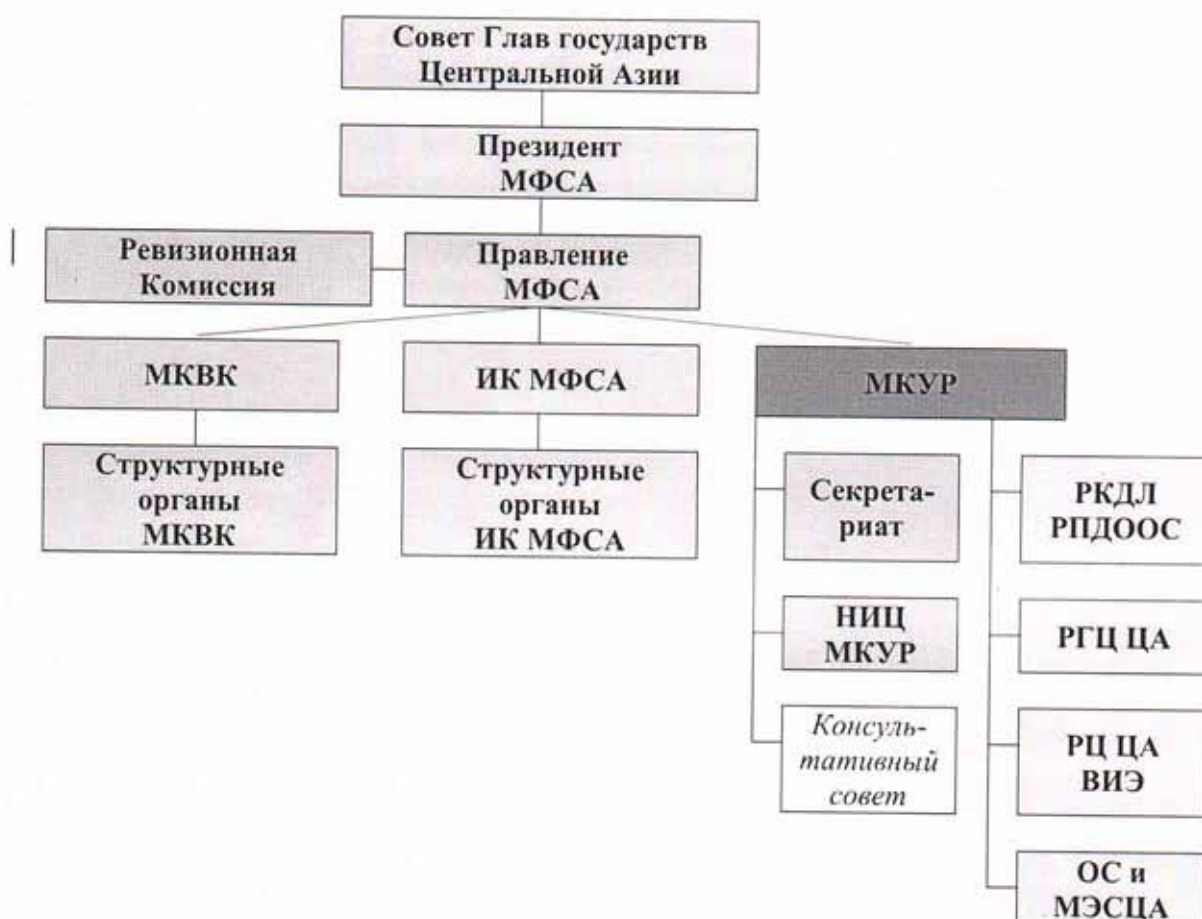 Совет Глав государств
Центральной Азии
Президент
МФСА
Ревизионная
Комиссия
Правление
МФСА
МКВК
ИК МФСА
МКУР
Структурные
органы
МКВК
Структурные
органы
ИК МФСА
Секрета-
риат
РКДЛ
РПДООС
НИЦ
МКУР
РГЦ ЦА
Консуль-
тативный
совет
РЦ ЦА
ВИЭ
ОС и
МЭСЦА